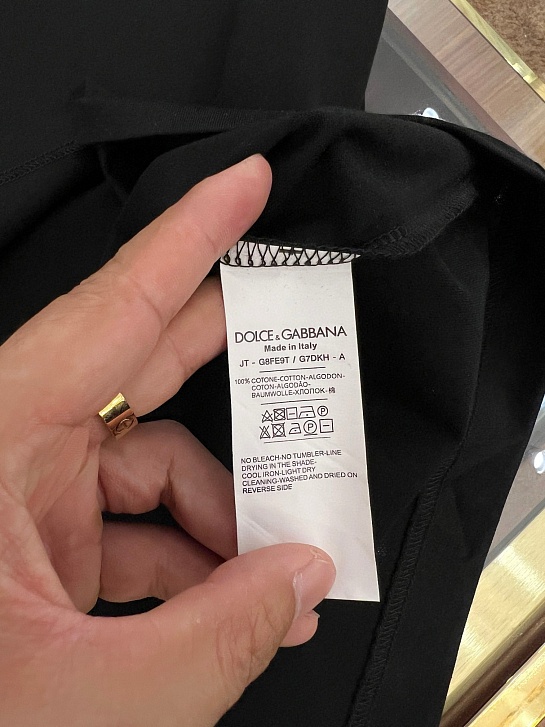 DOLCE & GABBANA
Made in Italy
JT - G8FE9T / G7DKH - A
100% COTONE-COTTON-ALGODON-
COTON-ALGODÃO-
BAUMWOLLE-ХЛОПОК-棉
P
P
NO BLEACH-NO TUMBLER-LINE
DRYING IN THE SHADE-
COOL IRON-LIGHT DRY
CLEANING-WASHED AND DRIED ON
REVERSE SIDE